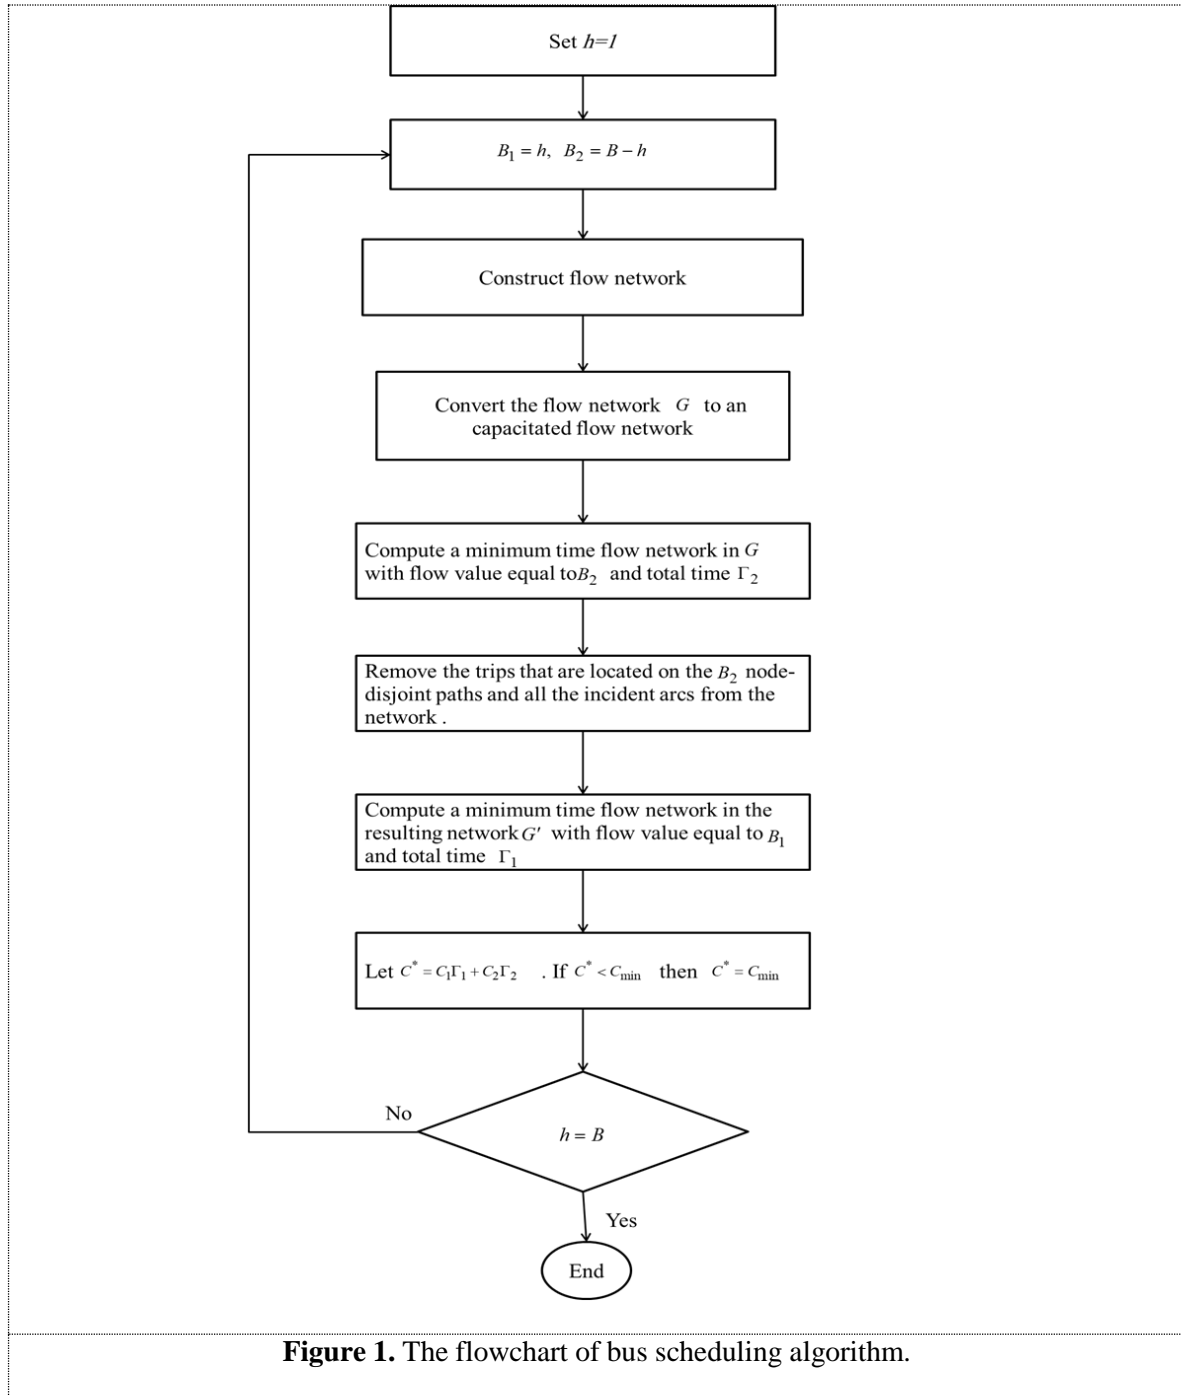 Set h=1
B₁ = h, B₂ = B − h
Construct flow network
Convert the flow network G to an
capacitated flow network
Compute a minimum time flow network in G
with flow value equal toB₂ and total time Γ₂
Remove the trips that are located on the B₂ node-
disjoint paths and all the incident arcs from the
network .
Compute a minimum time flow network in the
resulting network G′ with flow value equal to B₁
and total time Γ₁
Let C* = C₁Γ₁ + C₂Γ₂ . If C* < Cmin then C* = Cmin
No
h = B
Yes
End
Figure 1. The flowchart of bus scheduling algorithm.